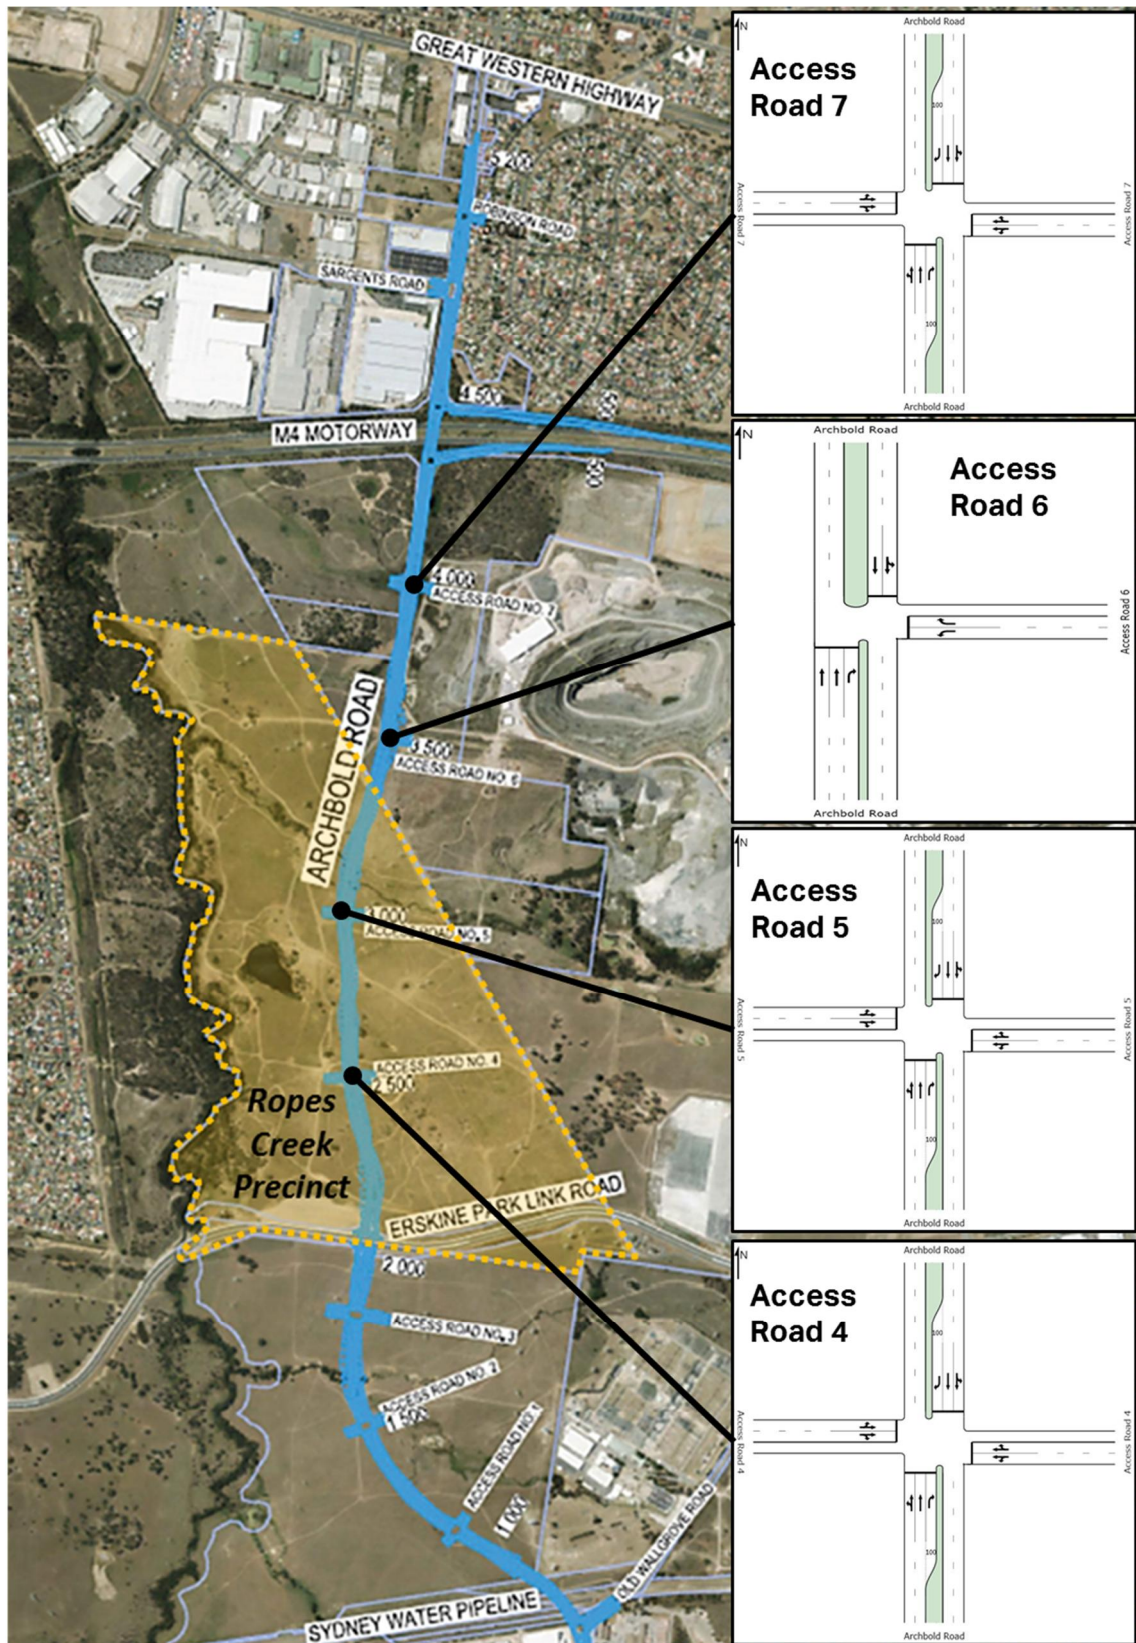 GREAT WESTERN HIGHWAY
5 200
ROBINSON ROAD
5 000
SARGENTS ROAD
4 500
500
M4 MOTORWAY
500
4 000
ACCESS ROAD NO. 7
ARCHBOLD ROAD
3 500
ACCESS ROAD NO. 6
3 000
ACCESS ROAD NO. 5
ACCESS ROAD NO. 4
2 500
Ropes
Creek
Precinct
ERSKINE PARK LINK ROAD
2 000
ACCESS ROAD NO. 3
ACCESS ROAD NO. 2
1 500
ACCESS ROAD NO. 1
1 000
OLD WALLGROVE ROAD
SYDNEY WATER PIPELINE
N
Archbold Road
Access
Road 7
100
Access Road 7
Access Road 7
100
Archbold Road
N
Archbold Road
Access
Road 6
Access Road 6
Archbold Road
N
Archbold Road
Access
Road 5
100
Access Road 5
Access Road 5
100
Archbold Road
N
Archbold Road
Access
Road 4
100
Access Road 4
Access Road 4
100
Archbold Road